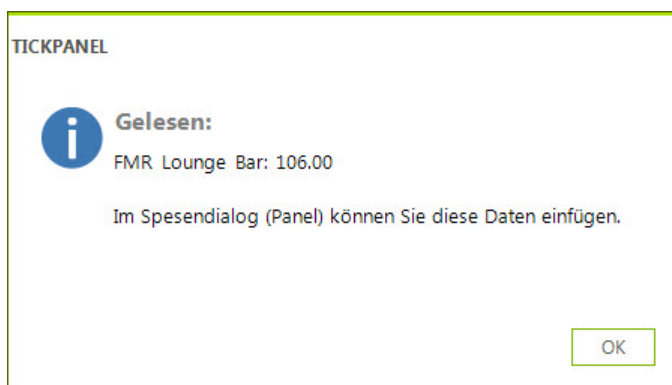 TICKPANEL
Gelesen:
FMR Lounge Bar: 106.00
Im Spesendialog (Panel) können Sie diese Daten einfügen.
OK